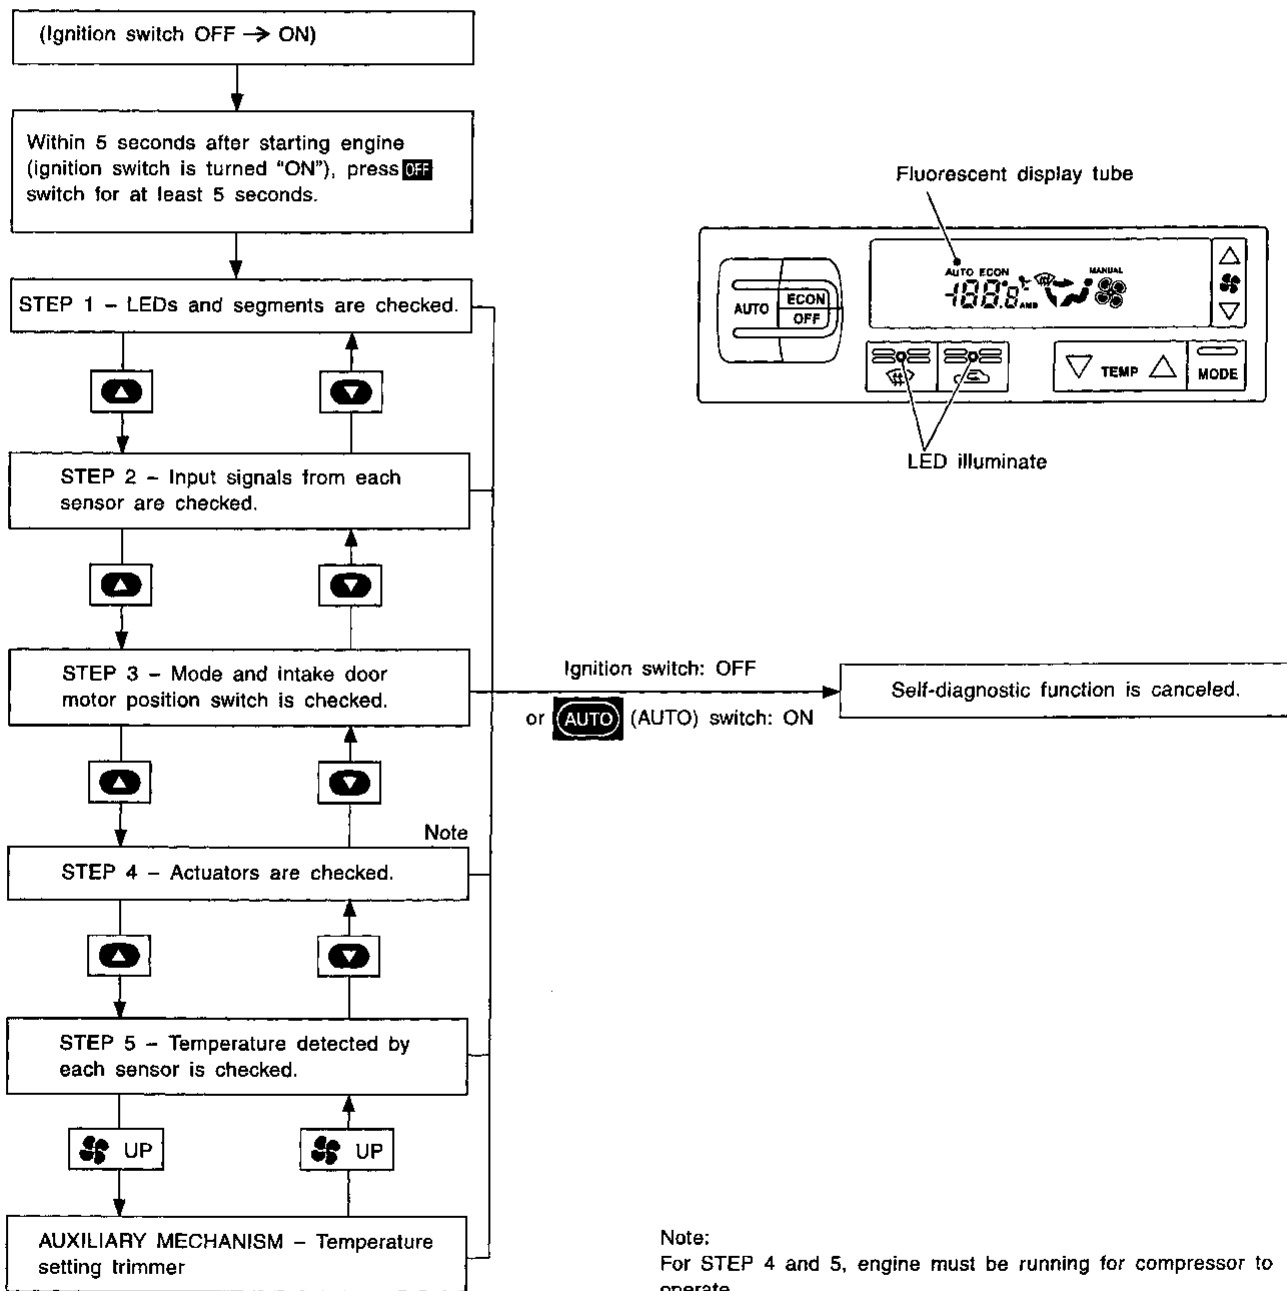 (Ignition switch OFF → ON)
Within 5 seconds after starting engine
(ignition switch is turned “ON”), press OFF
switch for at least 5 seconds.
STEP 1 – LEDs and segments are checked.
STEP 2 – Input signals from each
sensor are checked.
STEP 3 – Mode and intake door
motor position switch is checked.
Note
STEP 4 – Actuators are checked.
STEP 5 – Temperature detected by
each sensor is checked.
UP
UP
AUXILIARY MECHANISM – Temperature
setting trimmer
Fluorescent display tube
AUTO
ECON
OFF
AUTO ECON
MANUAL
-188.8
AMB
TEMP
MODE
LED illuminate
Ignition switch: OFF
or AUTO (AUTO) switch: ON
Self-diagnostic function is canceled.
Note:
For STEP 4 and 5, engine must be running for compressor to
operate